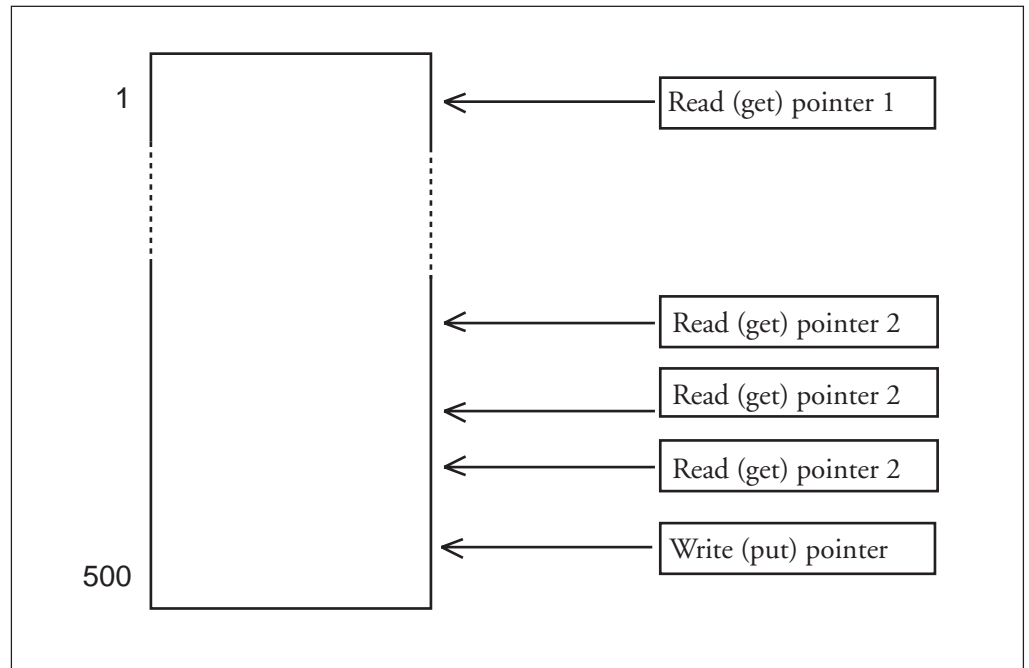 1
Read (get) pointer 1
Read (get) pointer 2
Read (get) pointer 2
Read (get) pointer 2
Write (put) pointer
500